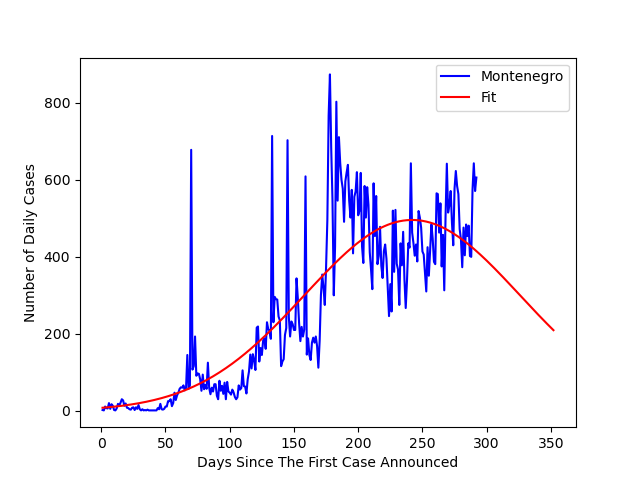 Montenegro
Fit
Number of Daily Cases
800
600
400
200
0
0 50 100 150 200 250 300 350
Days Since The First Case Announced